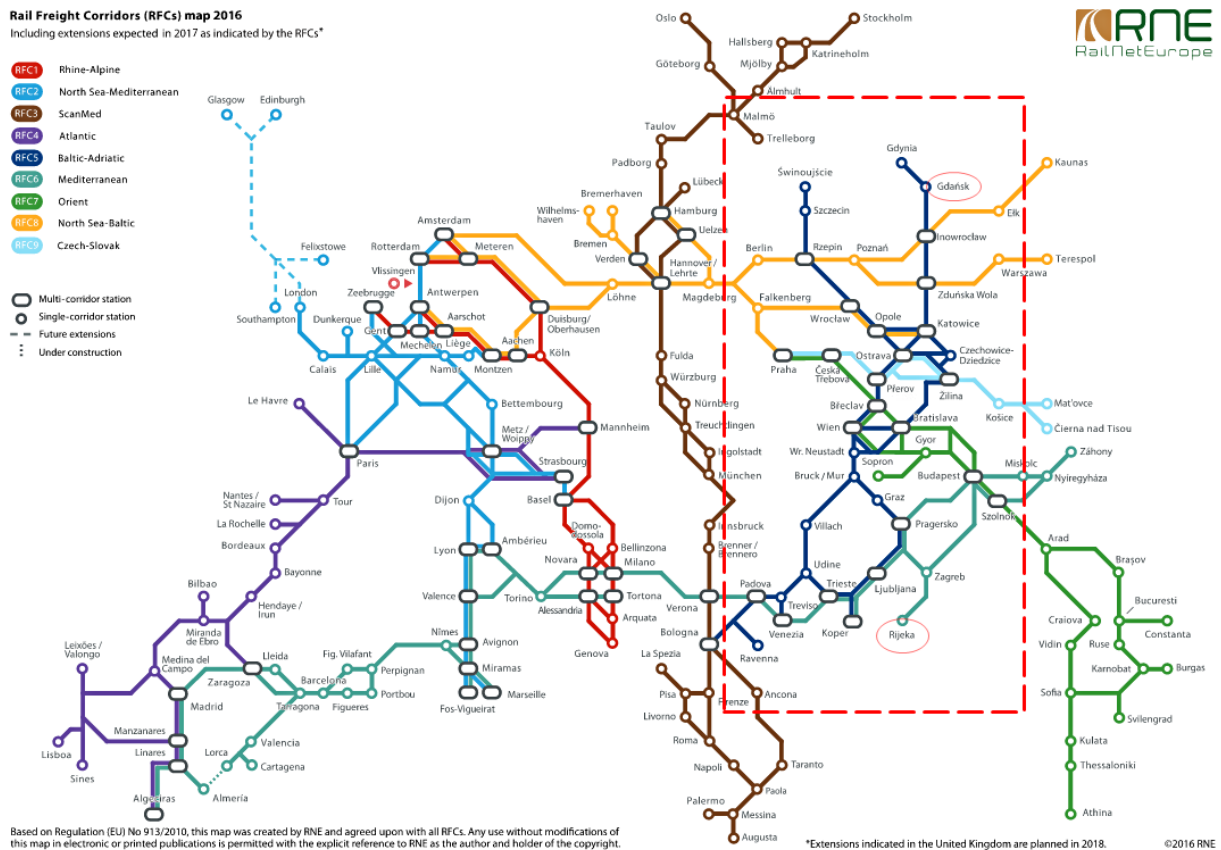 Rail Freight Corridors (RFCs) map 2016
Including extensions expected in 2017 as indicated by the RFCs*
RNE
RailNetEurope
RFC1 Rhine-Alpine
RFC2 North Sea-Mediterranean
RFC3 ScanMed
RFC4 Atlantic
RFC5 Baltic-Adriatic
RFC6 Mediterranean
RFC7 Orient
RFC8 North Sea-Baltic
RFC9 Czech-Slovak
Multi-corridor station
Single-corridor station
Future extensions
Under construction
Oslo
Stockholm
Hallsberg
Katrineholm
Göteborg
Mjölby
Älmhult
Malmö
Trelleborg
Taulov
Padborg
Lübeck
Glasgow
Edinburgh
Gdynia
Gdańsk
Kaunas
Świnoujście
Szczecin
Ełk
Bremerhaven
Wilhelms-
haven
Bremen
Hamburg
Uelzen
Verden
Hannover /
Lehrte
Magdeburg
Berlin
Rzepin
Poznań
Inowrocław
Warszawa
Terespol
Zduńska Wola
Falkenberg
Wrocław
Opole
Katowice
Amsterdam
Rotterdam
Meteren
Vlissingen
Zeebrugge
Antwerpen
Löhne
Felixstowe
London
Southampton
Dunkerque
Gent
Mechelen
Aarschot
Liège
Aachen
Duisburg/
Oberhausen
Calais
Lille
Namur
Montzen
Köln
Fulda
Würzburg
Praha
Česká
Třebova
Ostrava
Czechowice-
Dziedzice
Přerov
Žilina
Le Havre
Bettembourg
Metz /
Woippy
Mannheim
Nürnberg
Treuchtlingen
Břeclav
Košice
Mat'ovce
Čierna nad Tisou
Paris
Strasbourg
Ingolstadt
München
Wien
Bratislava
Wr. Neustadt
Sopron
Gyor
Budapest
Miskolc
Záhony
Nyíregyháza
Szolnok
Bruck / Mur
Graz
Nantes /
St Nazaire
Tour
Dijon
Basel
La Rochelle
Bordeaux
Lyon
Ambérieu
Domo-
dossola
Bellinzona
Innsbruck
Brenner /
Brennero
Villach
Pragersko
Arad
Brașov
Bilbao
Bayonne
Hendaye /
Irun
Valence
Torino
Novara
Milano
Alessandria
Tortona
Verona
Padova
Udine
Treviso
Trieste
Ljubljana
Zagreb
Venezia
Koper
Rijeka
Craiova
Bucuresti
Constanta
Miranda
de Ebro
Nîmes
Avignon
Arquata
Genova
Bologna
Ravenna
Vidin
Ruse
Leixões /
Valongo
Medina del
Campo
Zaragoza
Lleida
Fig. Vilafant
Perpignan
Miramas
La Spezia
Karnobat
Burgas
Madrid
Barcelona
Tarragona
Figueres
Portbou
Fos-Vigueirat
Marseille
Pisa
Firenze
Ancona
Sofia
Svilengrad
Livorno
Lisboa
Sines
Manzanares
Linares
Lorca
Valencia
Cartagena
Roma
Kulata
Algeciras
Almería
Napoli
Taranto
Thessaloniki
Paola
Palermo
Messina
Augusta
Athina
Based on Regulation (EU) No 913/2010, this map was created by RNE and agreed upon with all RFCs. Any use without modifications of
this map in electronic or printed publications is permitted with the explicit reference to RNE as the author and holder of the copyright.
*Extensions indicated in the United Kingdom are planned in 2018.
©2016 RNE